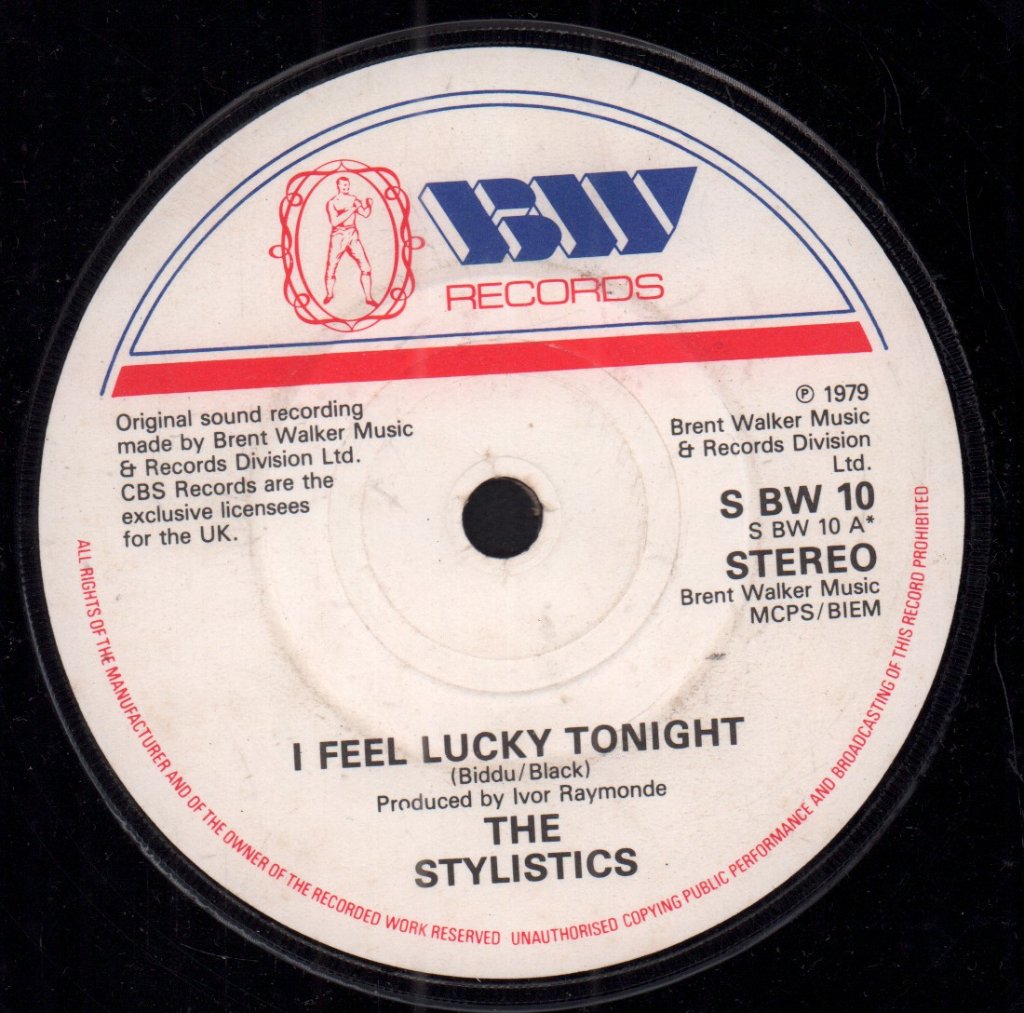 BW
RECORDS
Original sound recording
made by Brent Walker Music
& Records Division Ltd.
CBS Records are the
exclusive licensees
for the UK.
℗ 1979
Brent Walker Music
& Records Division
Ltd.
S BW 10
S BW 10 A*
STEREO
Brent Walker Music
MCPS/BIEM
I FEEL LUCKY TONIGHT
(Biddu/Black)
Produced by Ivor Raymonde
THE
STYLISTICS
ALL RIGHTS OF THE MANUFACTURER AND OF THE OWNER OF THE RECORDED WORK RESERVED UNAUTHORISED COPYING PUBLIC PERFORMANCE AND BROADCASTING OF THIS RECORD PROHIBITED